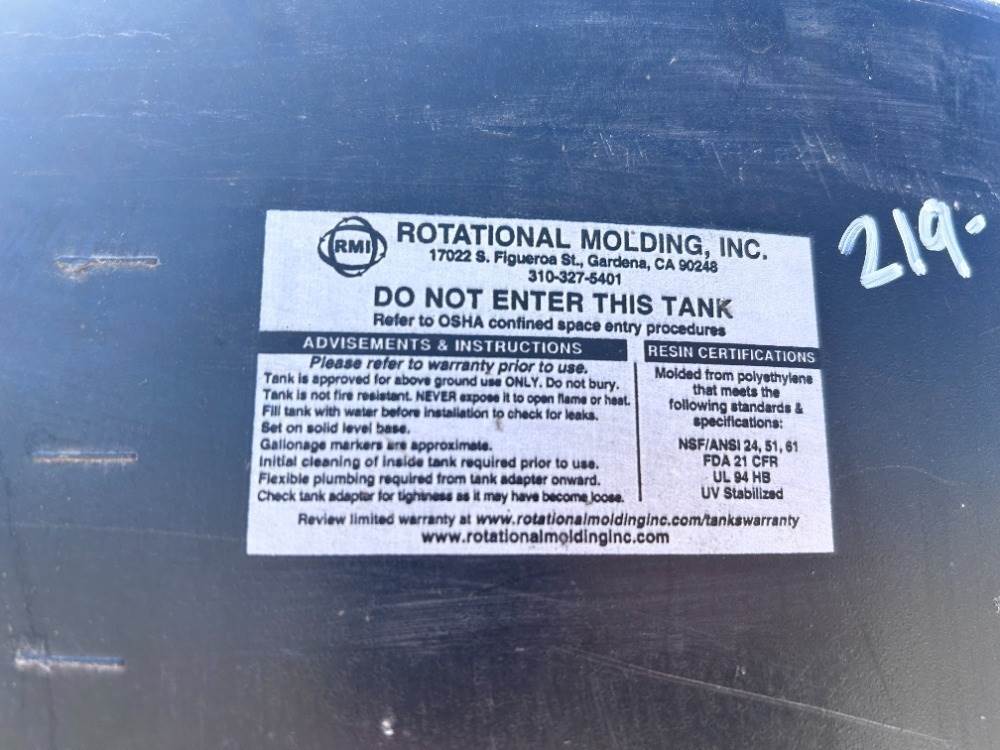 RMI
ROTATIONAL MOLDING, INC.
17022 S. Figueroa St., Gardena, CA 90248
310-327-5401
DO NOT ENTER THIS TANK
Refer to OSHA confined space entry procedures
ADVISEMENTS & INSTRUCTIONS
Please refer to warranty prior to use.
Tank is approved for above ground use ONLY. Do not bury.
Tank is not fire resistant. NEVER expose it to open flame or heat.
Fill tank with water before installation to check for leaks.
Set on solid level base.
Gallonage markers are approximate.
Initial cleaning of inside tank required prior to use.
Flexible plumbing required from tank adapter onward.
Check tank adaptor for tighness as it may have become loose.
RESIN CERTIFICATIONS
Molded from polyethylene
that meets the
following standards &
specifications:
NSF/ANSI 24, 51, 61
FDA 21 CFR
UL 94 HB
UV Stabilized
Review limited warranty at www.rotationalmoldinginc.com/tankswarranty
www.rotationalmoldinginc.com
219-